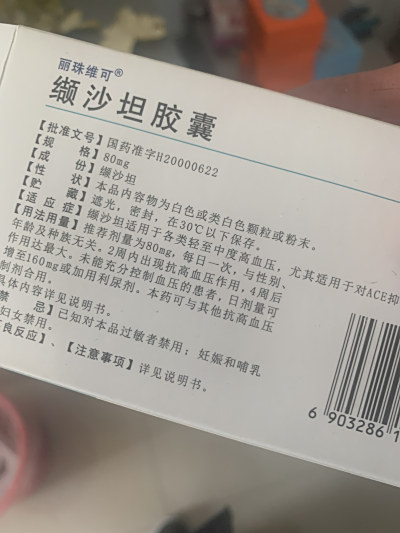 丽珠维可®
缬沙坦胶囊
【批准文号】国药准字H20000622
【规　　格】80mg
【成　　份】缬沙坦
【性　　状】本品内容物为白色或类白色颗粒或粉末。
【贮　　藏】遮光，密封，在30℃以下保存。
【适 应 症】缬沙坦适用于各类轻至中度高血压，尤其适用于对ACE抑
【用法用量】推荐剂量为80mg，每日一次，与性别、
年龄及种族无关。2周内出现抗高血压作用，4周后
作用达最大。未能充分控制血压的患者，日剂量可
增至160mg或加用利尿剂。本药可与其他抗高血压
制剂合用。
具体内容详见说明书。
禁　　忌】已知对本品过敏者禁用；妊娠和哺乳
妇女禁用。
良反应】、【注意事项】详见说明书。
6 903286 1